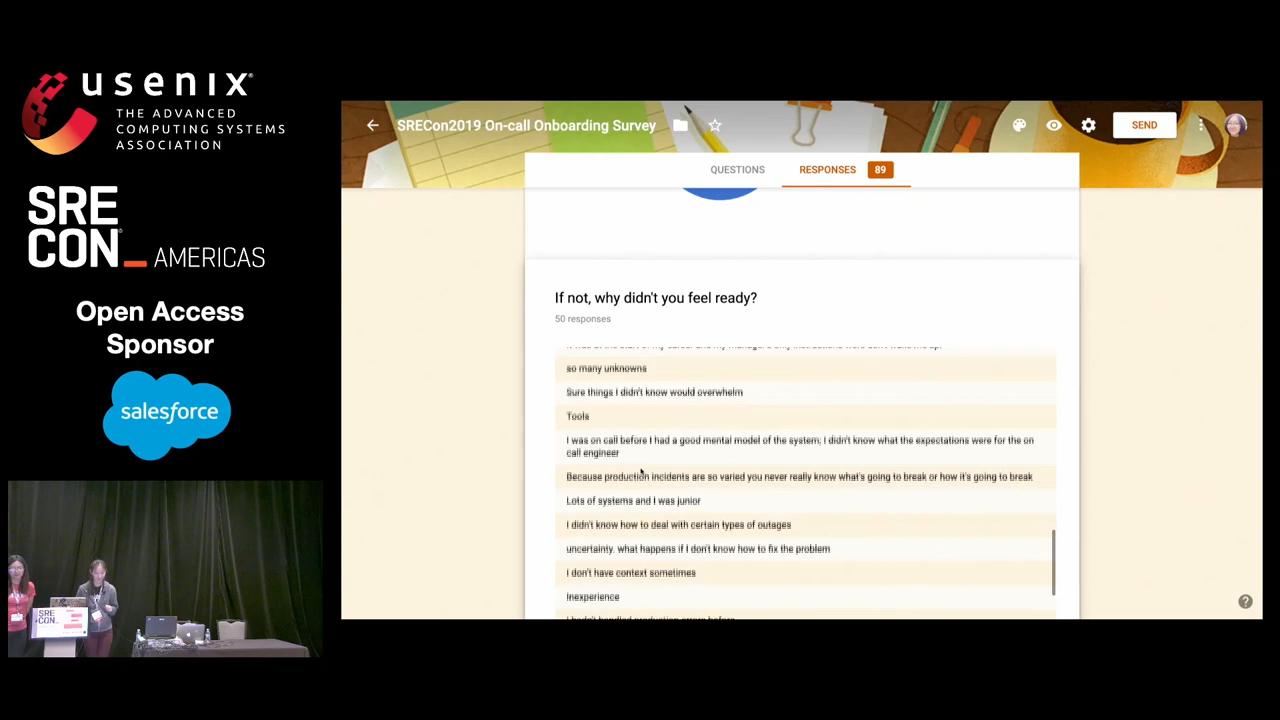 usenix®
THE ADVANCED
COMPUTING SYSTEMS
ASSOCIATION
SRE
CON_ AMERICAS
Open Access
Sponsor
salesforce
SRE
CON
SRECon2019 On-call Onboarding Survey
SEND
QUESTIONS
RESPONSES 89
If not, why didn't you feel ready?
50 responses
so many unknowns
Sure things I didn't know would overwhelm
Tools
I was on call before I had a good mental model of the system; I didn't know what the expectations were for the on
call engineer
Because production incidents are so varied you never really know what's going to break or how it's going to break
Lots of systems and I was junior
I didn't know how to deal with certain types of outages
uncertainty. what happens if I don't know how to fix the problem
I don't have context sometimes
Inexperience